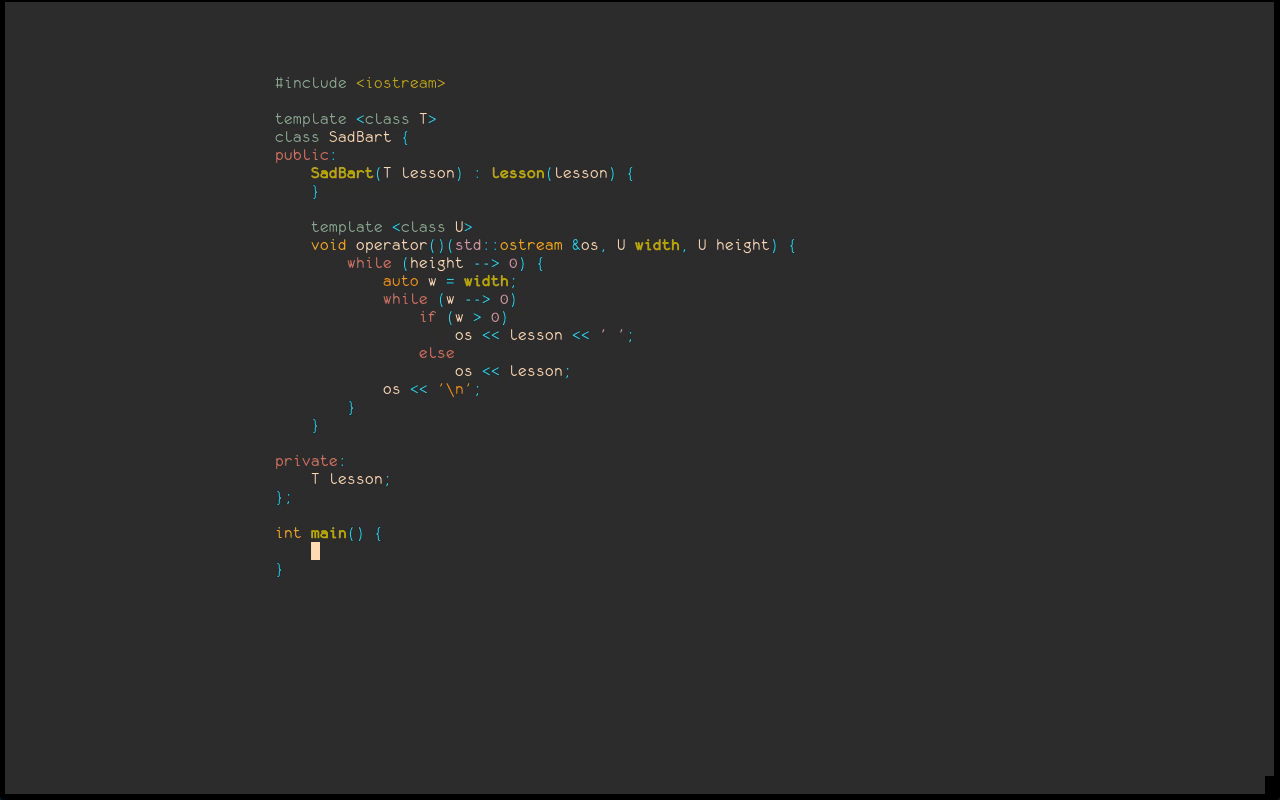 #include <iostream>

template <class T>
class SadBart {
public:
    SadBart(T lesson) : lesson(lesson) {
    }

    template <class U>
    void operator()(std::ostream &os, U width, U height) {
        while (height --> 0) {
            auto w = width;
            while (w --> 0)
                if (w > 0)
                    os << lesson << ' ';
                else
                    os << lesson;
            os << '\n';
        }
    }

private:
    T lesson;
};

int main() {

}